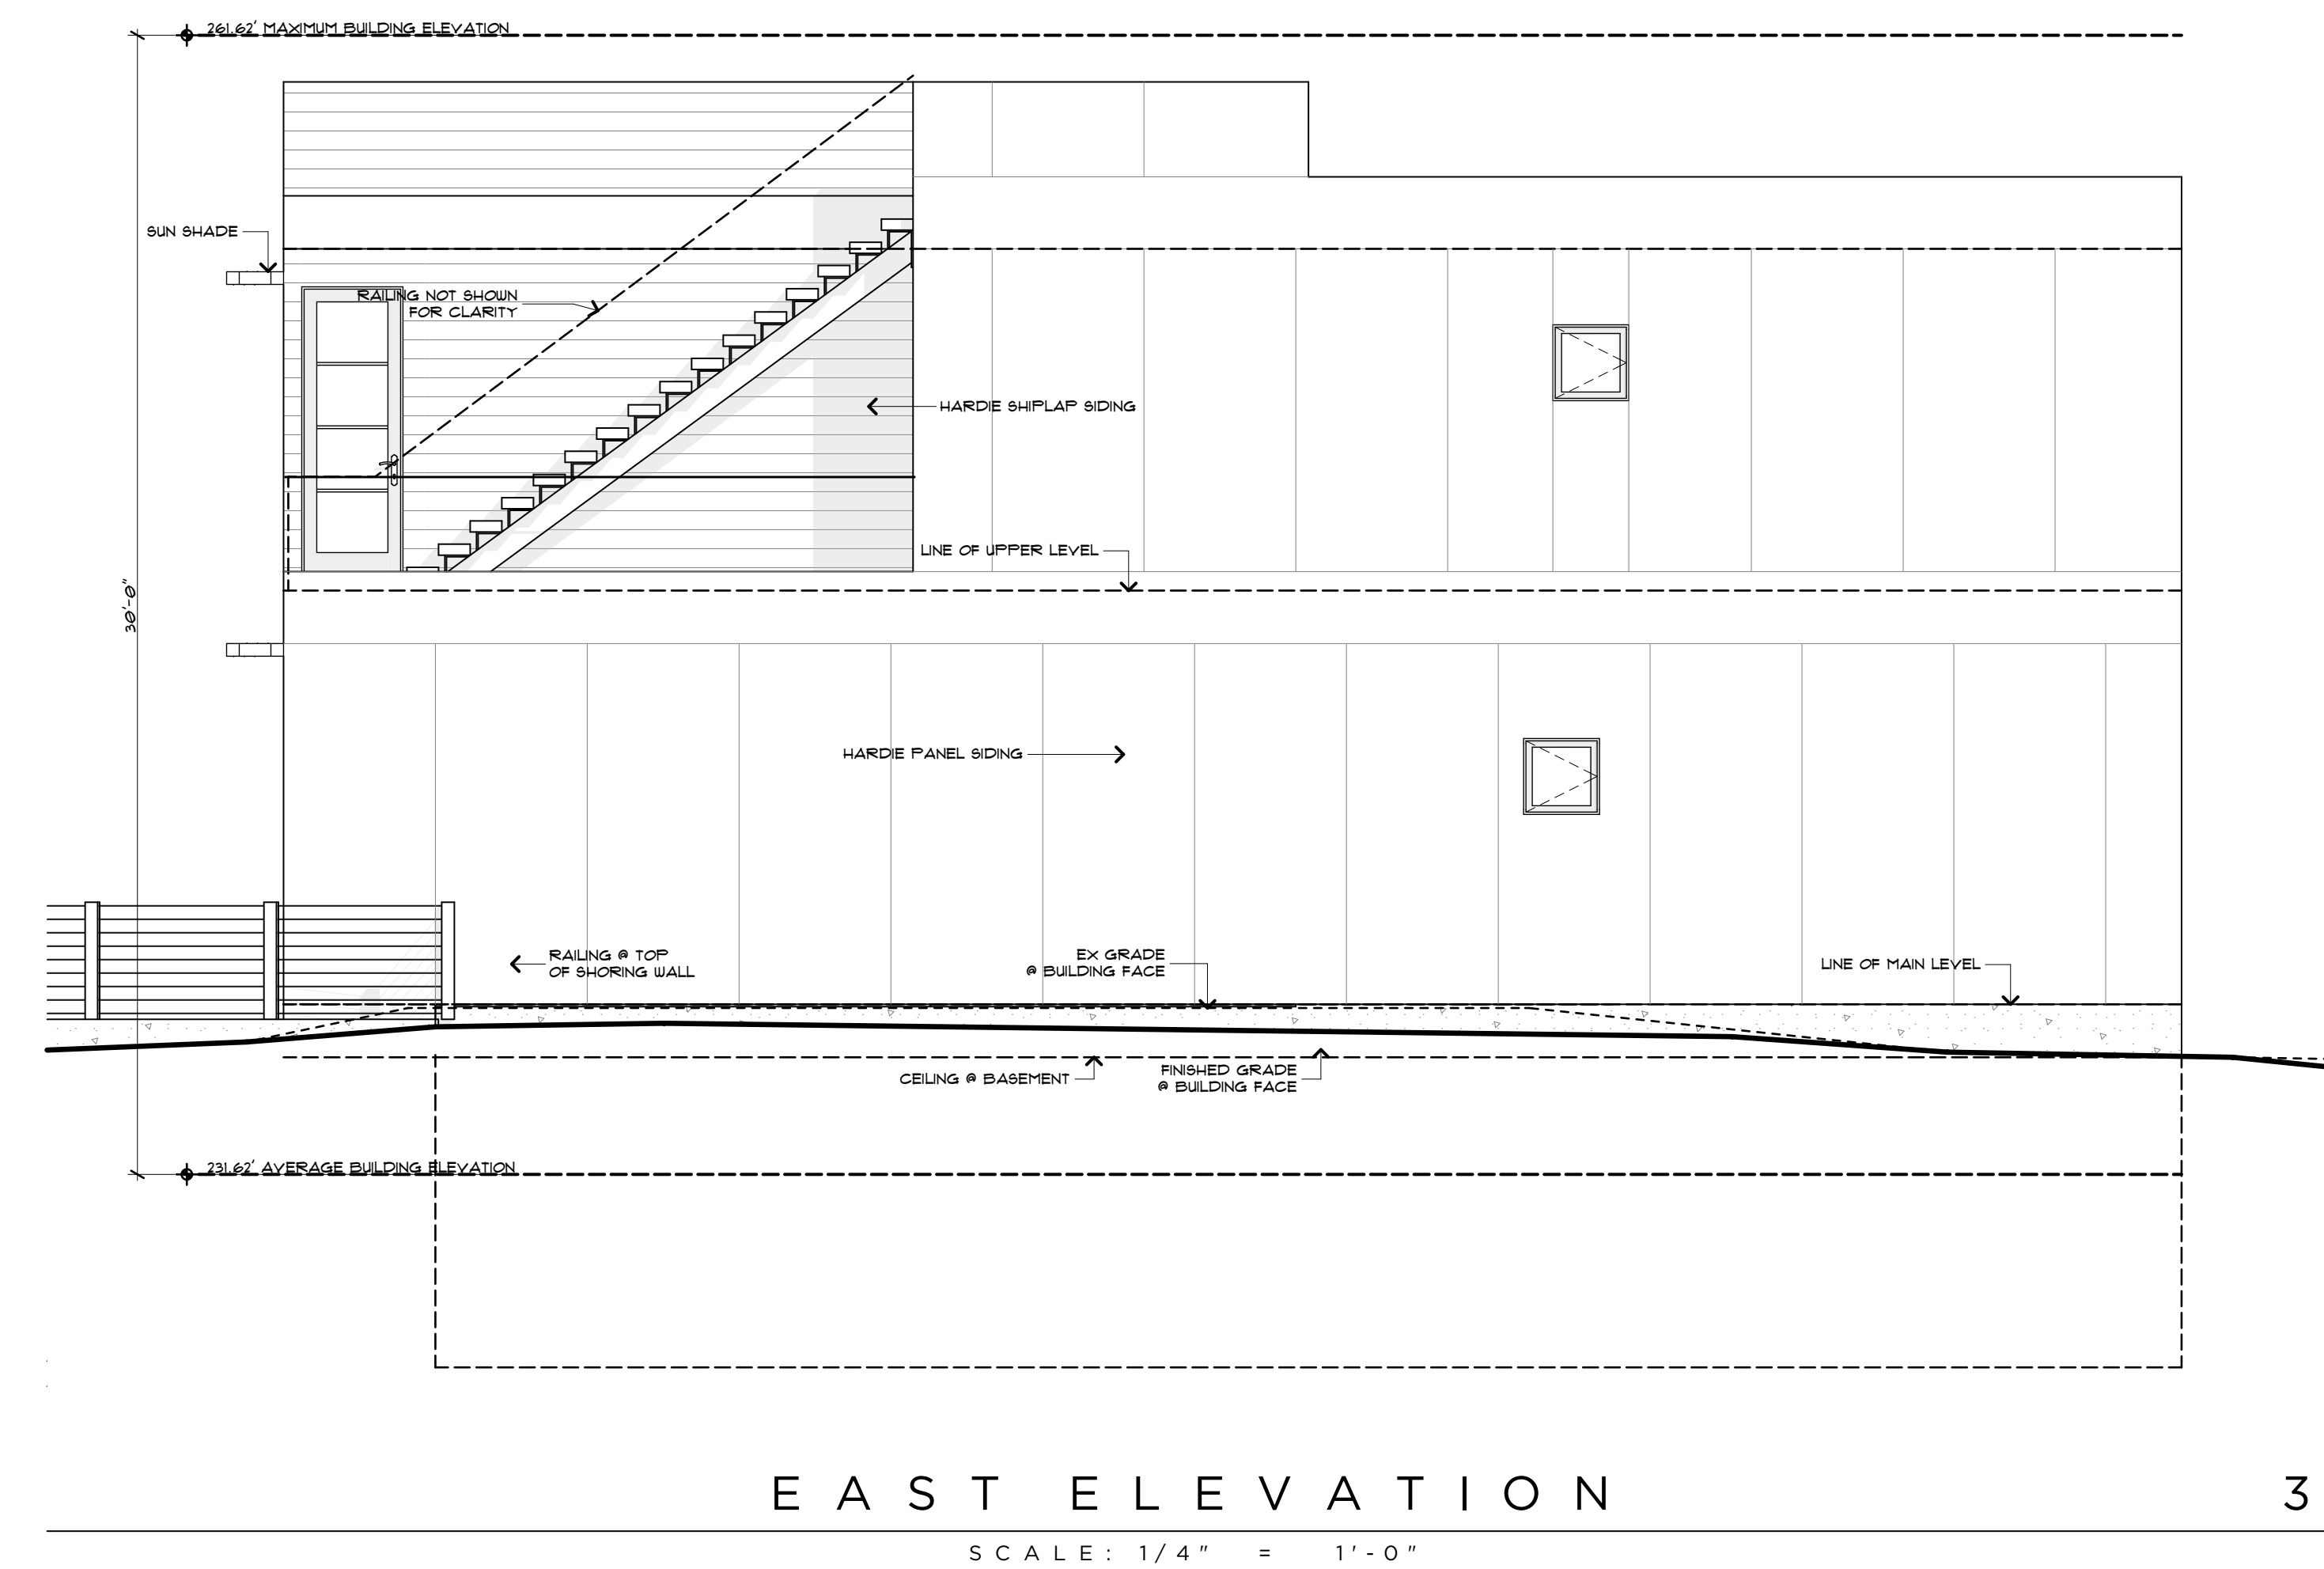 261.62' MAXIMUM BUILDING ELEVATION
SUN SHADE
RAILING NOT SHOWN
FOR CLARITY
HARDIE SHIPLAP SIDING
LINE OF UPPER LEVEL
30'-0"
HARDIE PANEL SIDING
RAILING @ TOP
OF SHORING WALL
EX GRADE
@ BUILDING FACE
LINE OF MAIN LEVEL
CEILING @ BASEMENT
FINISHED GRADE
@ BUILDING FACE
231.62' AVERAGE BUILDING ELEVATION
EAST ELEVATION
3
SCALE: 1/4" = 1'-0"